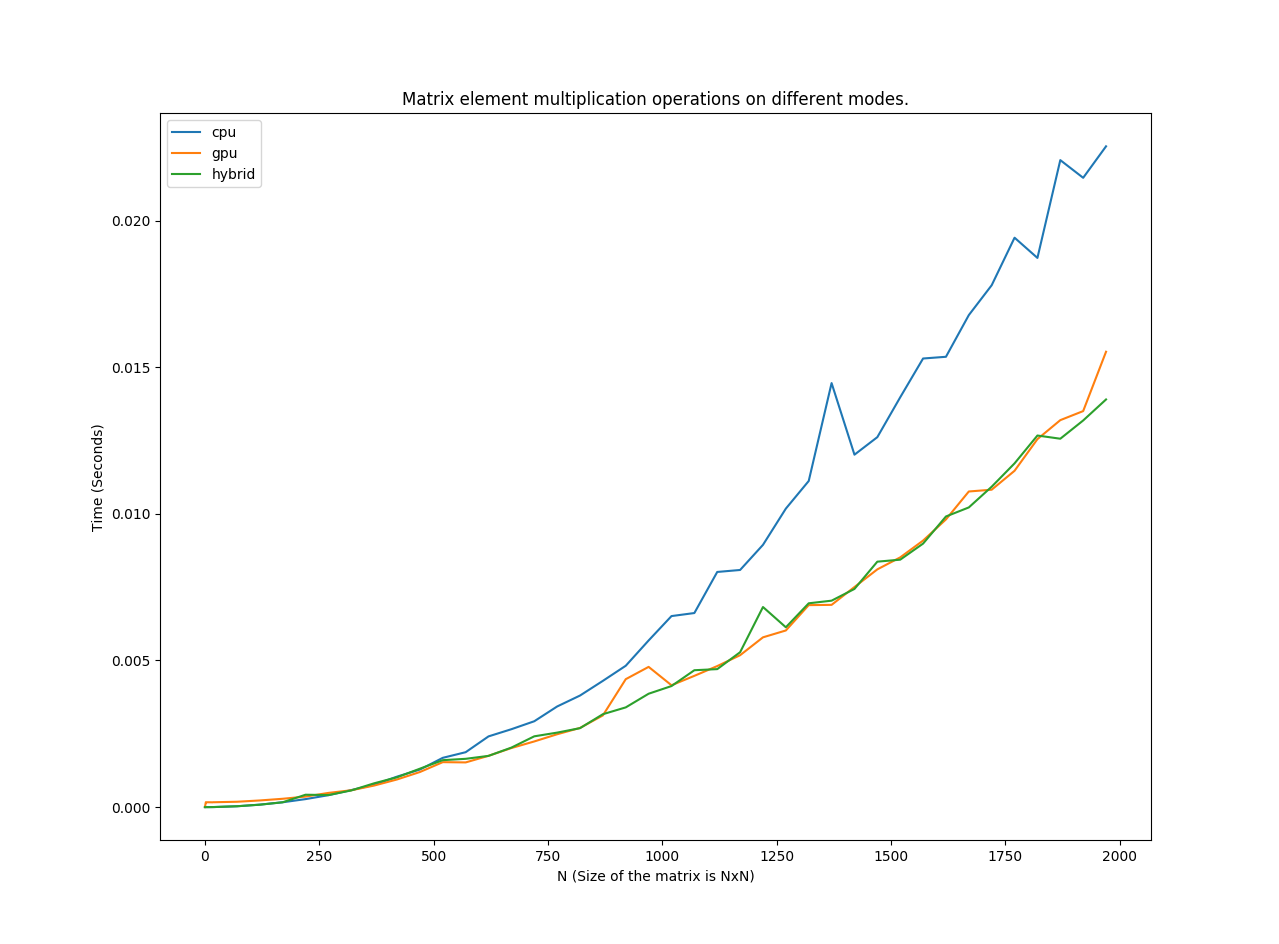 Matrix element multiplication operations on different modes.
cpu
gpu
hybrid
Time (Seconds)
0.020
0.015
0.010
0.005
0.000
0 250 500 750 1000 1250 1500 1750 2000
N (Size of the matrix is NxN)